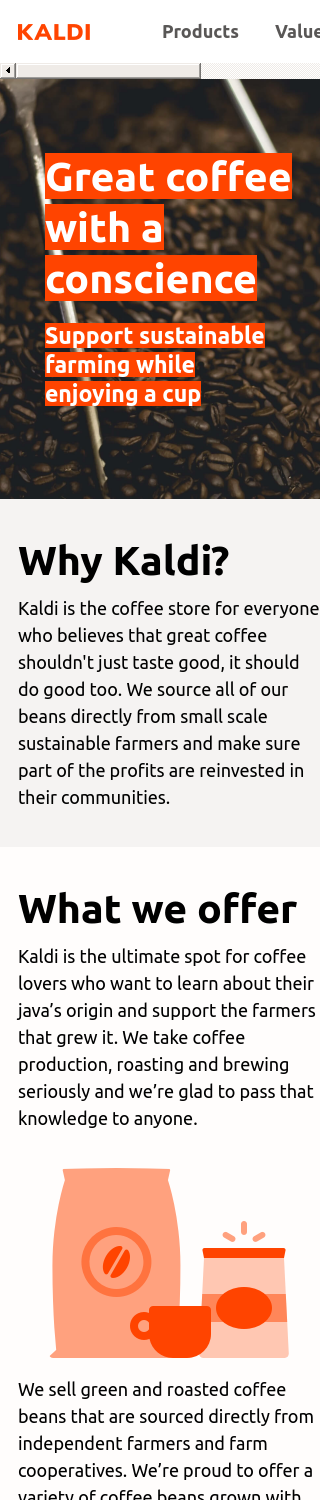 KALDI Products Value
Great coffee
with a
conscience
Support sustainable
farming while
enjoying a cup
Why Kaldi?
Kaldi is the coffee store for everyone
who believes that great coffee
shouldn't just taste good, it should
do good too. We source all of our
beans directly from small scale
sustainable farmers and make sure
part of the profits are reinvested in
their communities.
What we offer
Kaldi is the ultimate spot for coffee
lovers who want to learn about their
java’s origin and support the farmers
that grew it. We take coffee
production, roasting and brewing
seriously and we’re glad to pass that
knowledge to anyone.
We sell green and roasted coffee
beans that are sourced directly from
independent farmers and farm
cooperatives. We’re proud to offer a
variety of coffee beans grown with